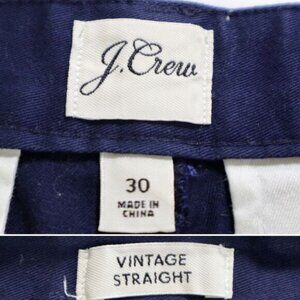 J.Crew
30
MADE IN
CHINA
VINTAGE
STRAIGHT